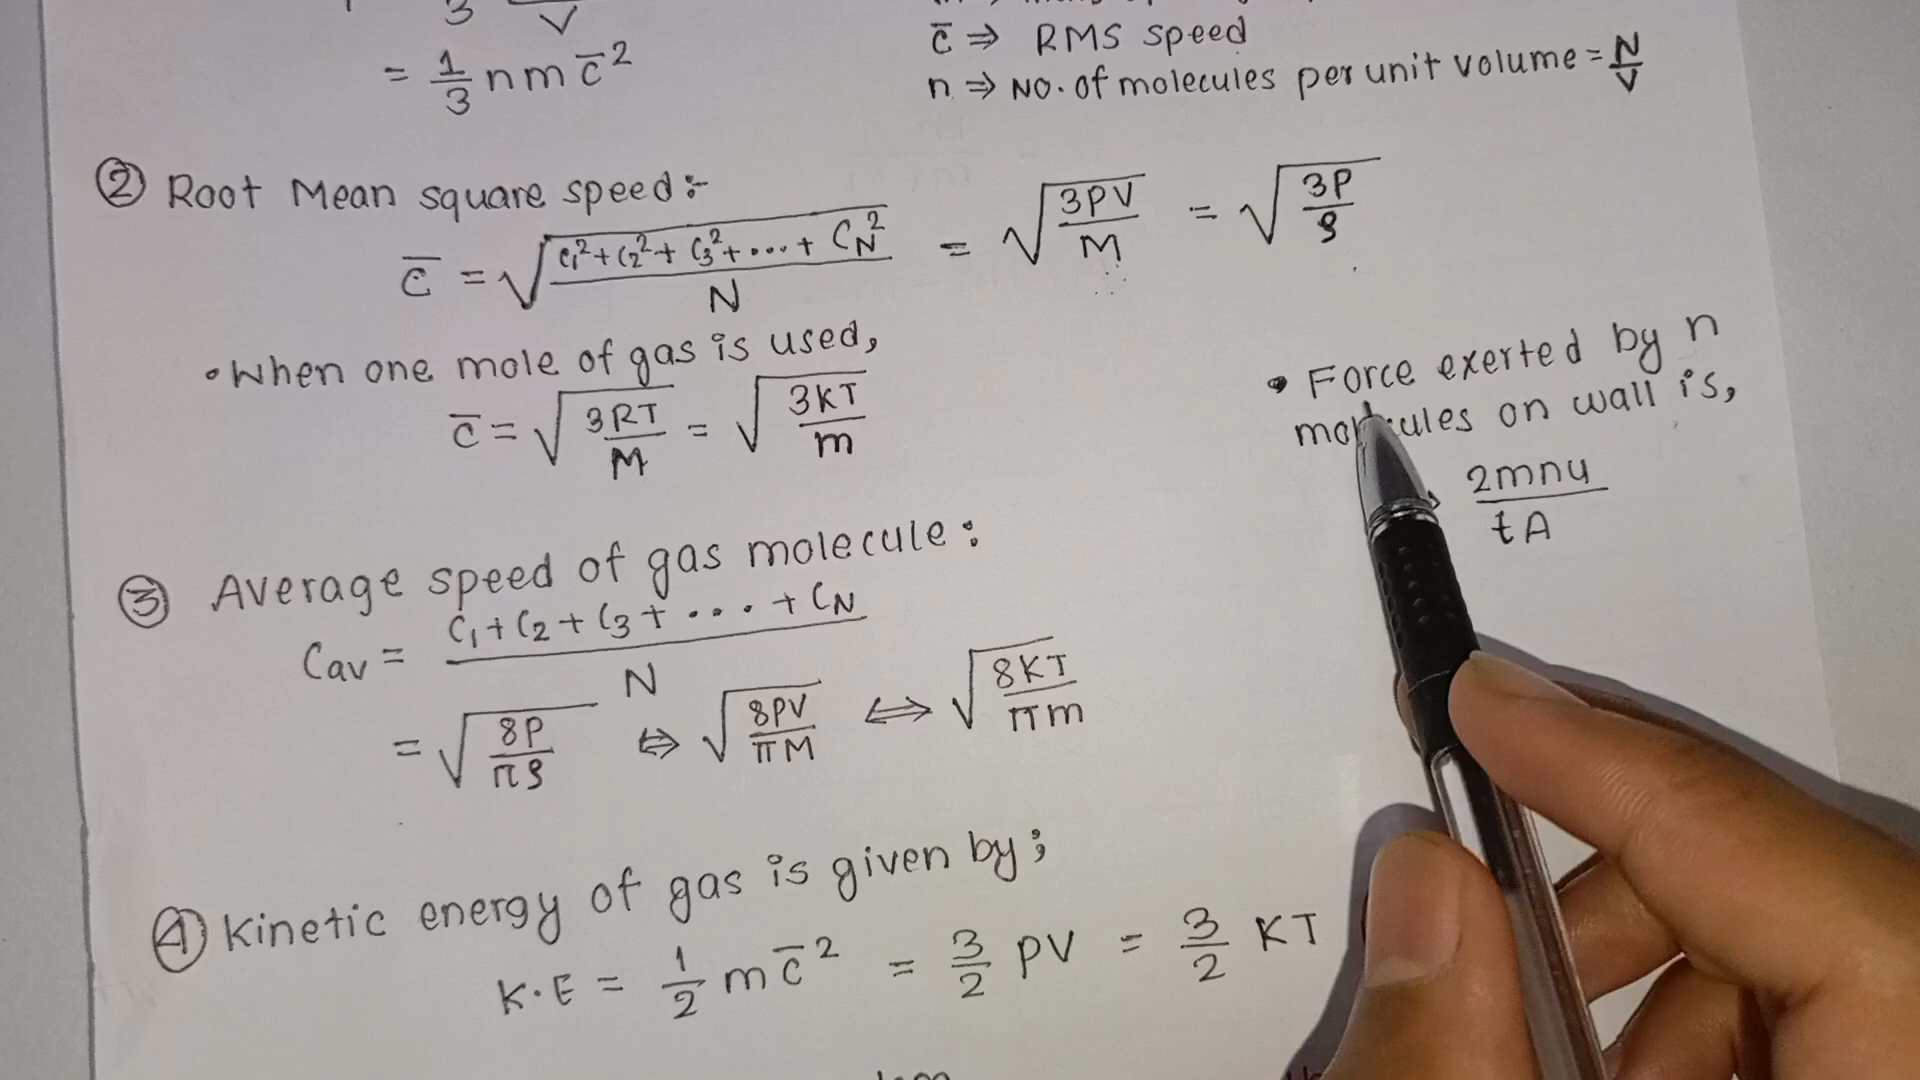 3 V
= 1/3 n m c̄²
c̄ ⇒ RMS speed
n ⇒ NO. of molecules per unit volume = N/V
② Root Mean square speed :-
c̄ = √((c₁² + c₂² + c₃² + .... + C_N²)/N) = √(3PV/M) = √(3P/ρ)
• When one mole of gas is used,
c̄ = √(3RT/M) = √(3KT/m)
• Force exerted by n
molecules on wall is,
2mnu/tA
③ Average speed of gas molecule :
Cav = (C₁ + C₂ + C₃ + .... + C_N)/N
= √(8P/πρ) ⇔ √(8PV/πM) ⇔ √(8KT/πm)
④ Kinetic energy of gas is given by ;
K.E = 1/2 m c̄² = 3/2 PV = 3/2 KT